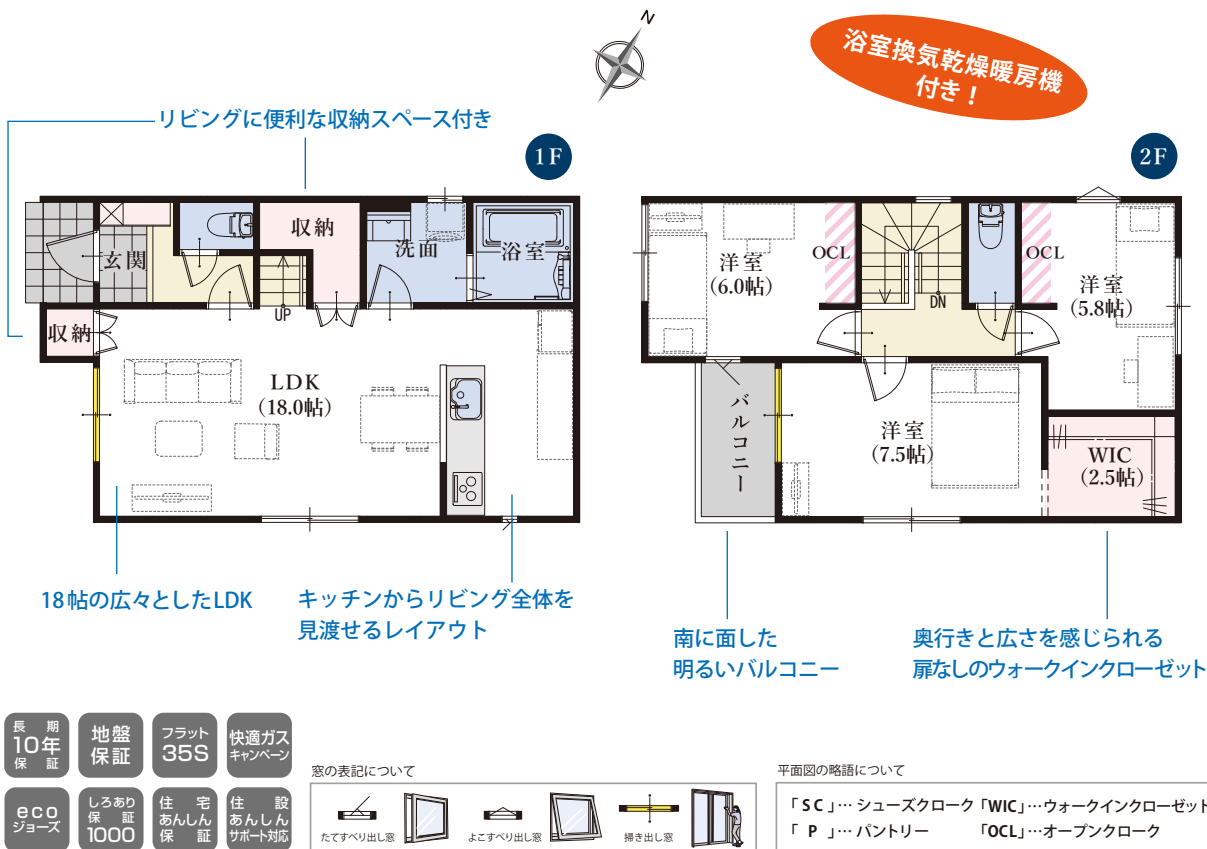 N
浴室換気乾燥暖房機
付き！
リビングに便利な収納スペース付き
1F
玄関
収納
洗面
浴室
UP
収納
LDK
(18.0帖)
18帖の広々としたLDK
キッチンからリビング全体を
見渡せるレイアウト
2F
洋室
(6.0帖)
OCL
DN
OCL
洋室
(5.8帖)
バルコニー
洋室
(7.5帖)
WIC
(2.5帖)
南に面した
明るいバルコニー
奥行きと広さを感じられる
扉なしのウォークインクローゼット
長期
10年
保証
地盤
保証
フラット
35S
快適ガス
キャンペーン
eco
ジョーズ
しろあり
保証
1000
住宅
あんしん
保証
住設
あんしん
サポート対応
窓の表記について
たてすべり出し窓
よこすべり出し窓
掃き出し窓
平面図の略語について
「SC」…シューズクローク「WIC」…ウォークインクローゼット
「P」…パントリー 「OCL」…オープンクローク